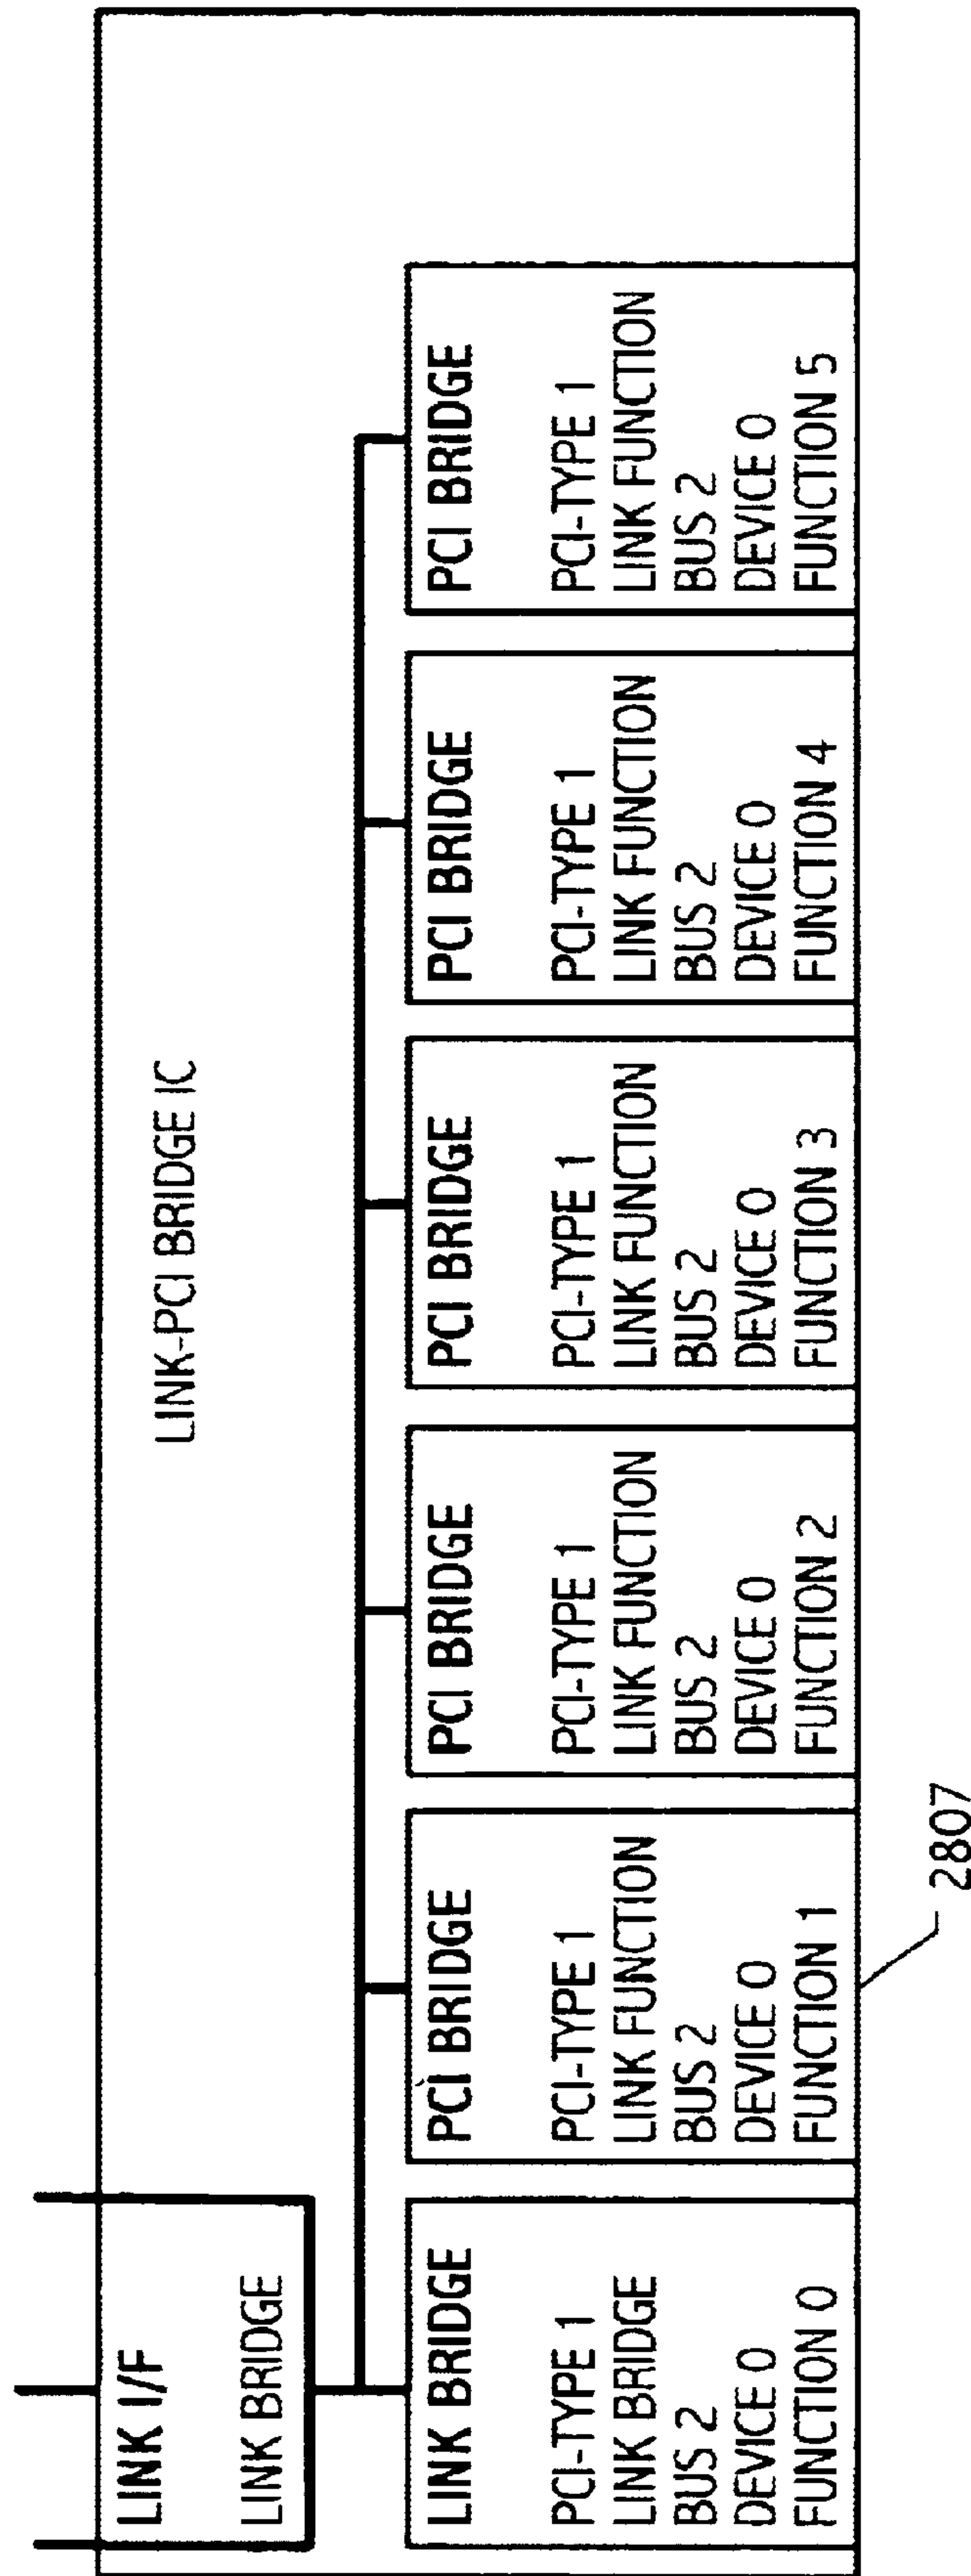 LINK I/F
LINK BRIDGE
LINK-PCI BRIDGE IC
LINK BRIDGE
PCI-TYPE 1
LINK BRIDGE
BUS 2
DEVICE 0
FUNCTION 0
PCI BRIDGE
PCI-TYPE 1
LINK FUNCTION
BUS 2
DEVICE 0
FUNCTION 1
PCI BRIDGE
PCI-TYPE 1
LINK FUNCTION
BUS 2
DEVICE 0
FUNCTION 2
PCI BRIDGE
PCI-TYPE 1
LINK FUNCTION
BUS 2
DEVICE 0
FUNCTION 3
PCI BRIDGE
PCI-TYPE 1
LINK FUNCTION
BUS 2
DEVICE 0
FUNCTION 4
PCI BRIDGE
PCI-TYPE 1
LINK FUNCTION
BUS 2
DEVICE 0
FUNCTION 5
2807